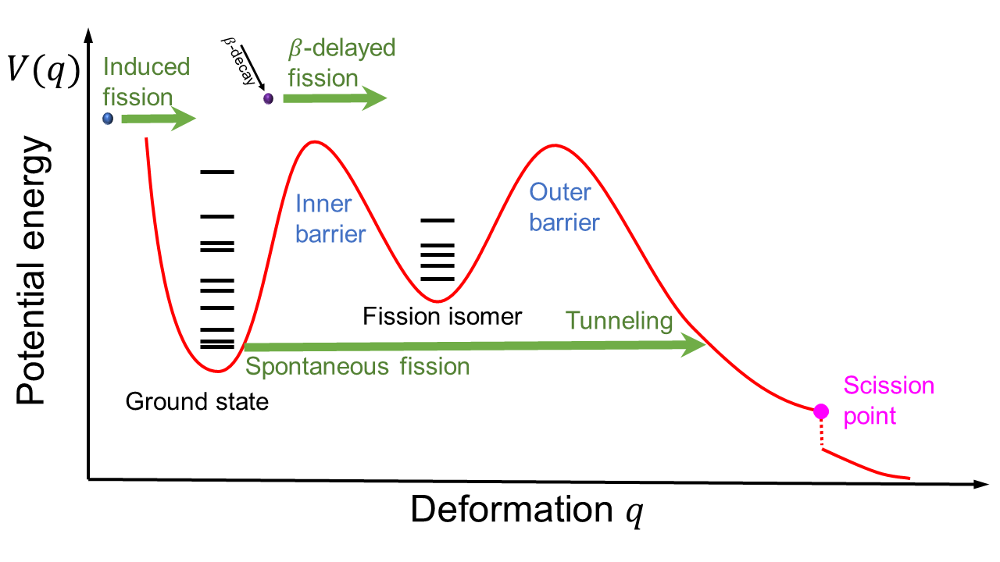 V(q)
Induced
fission
β-decay
β-delayed
fission
Potential energy
Inner
barrier
Outer
barrier
Fission isomer
Tunneling
Spontaneous fission
Ground state
Scission
point
Deformation q